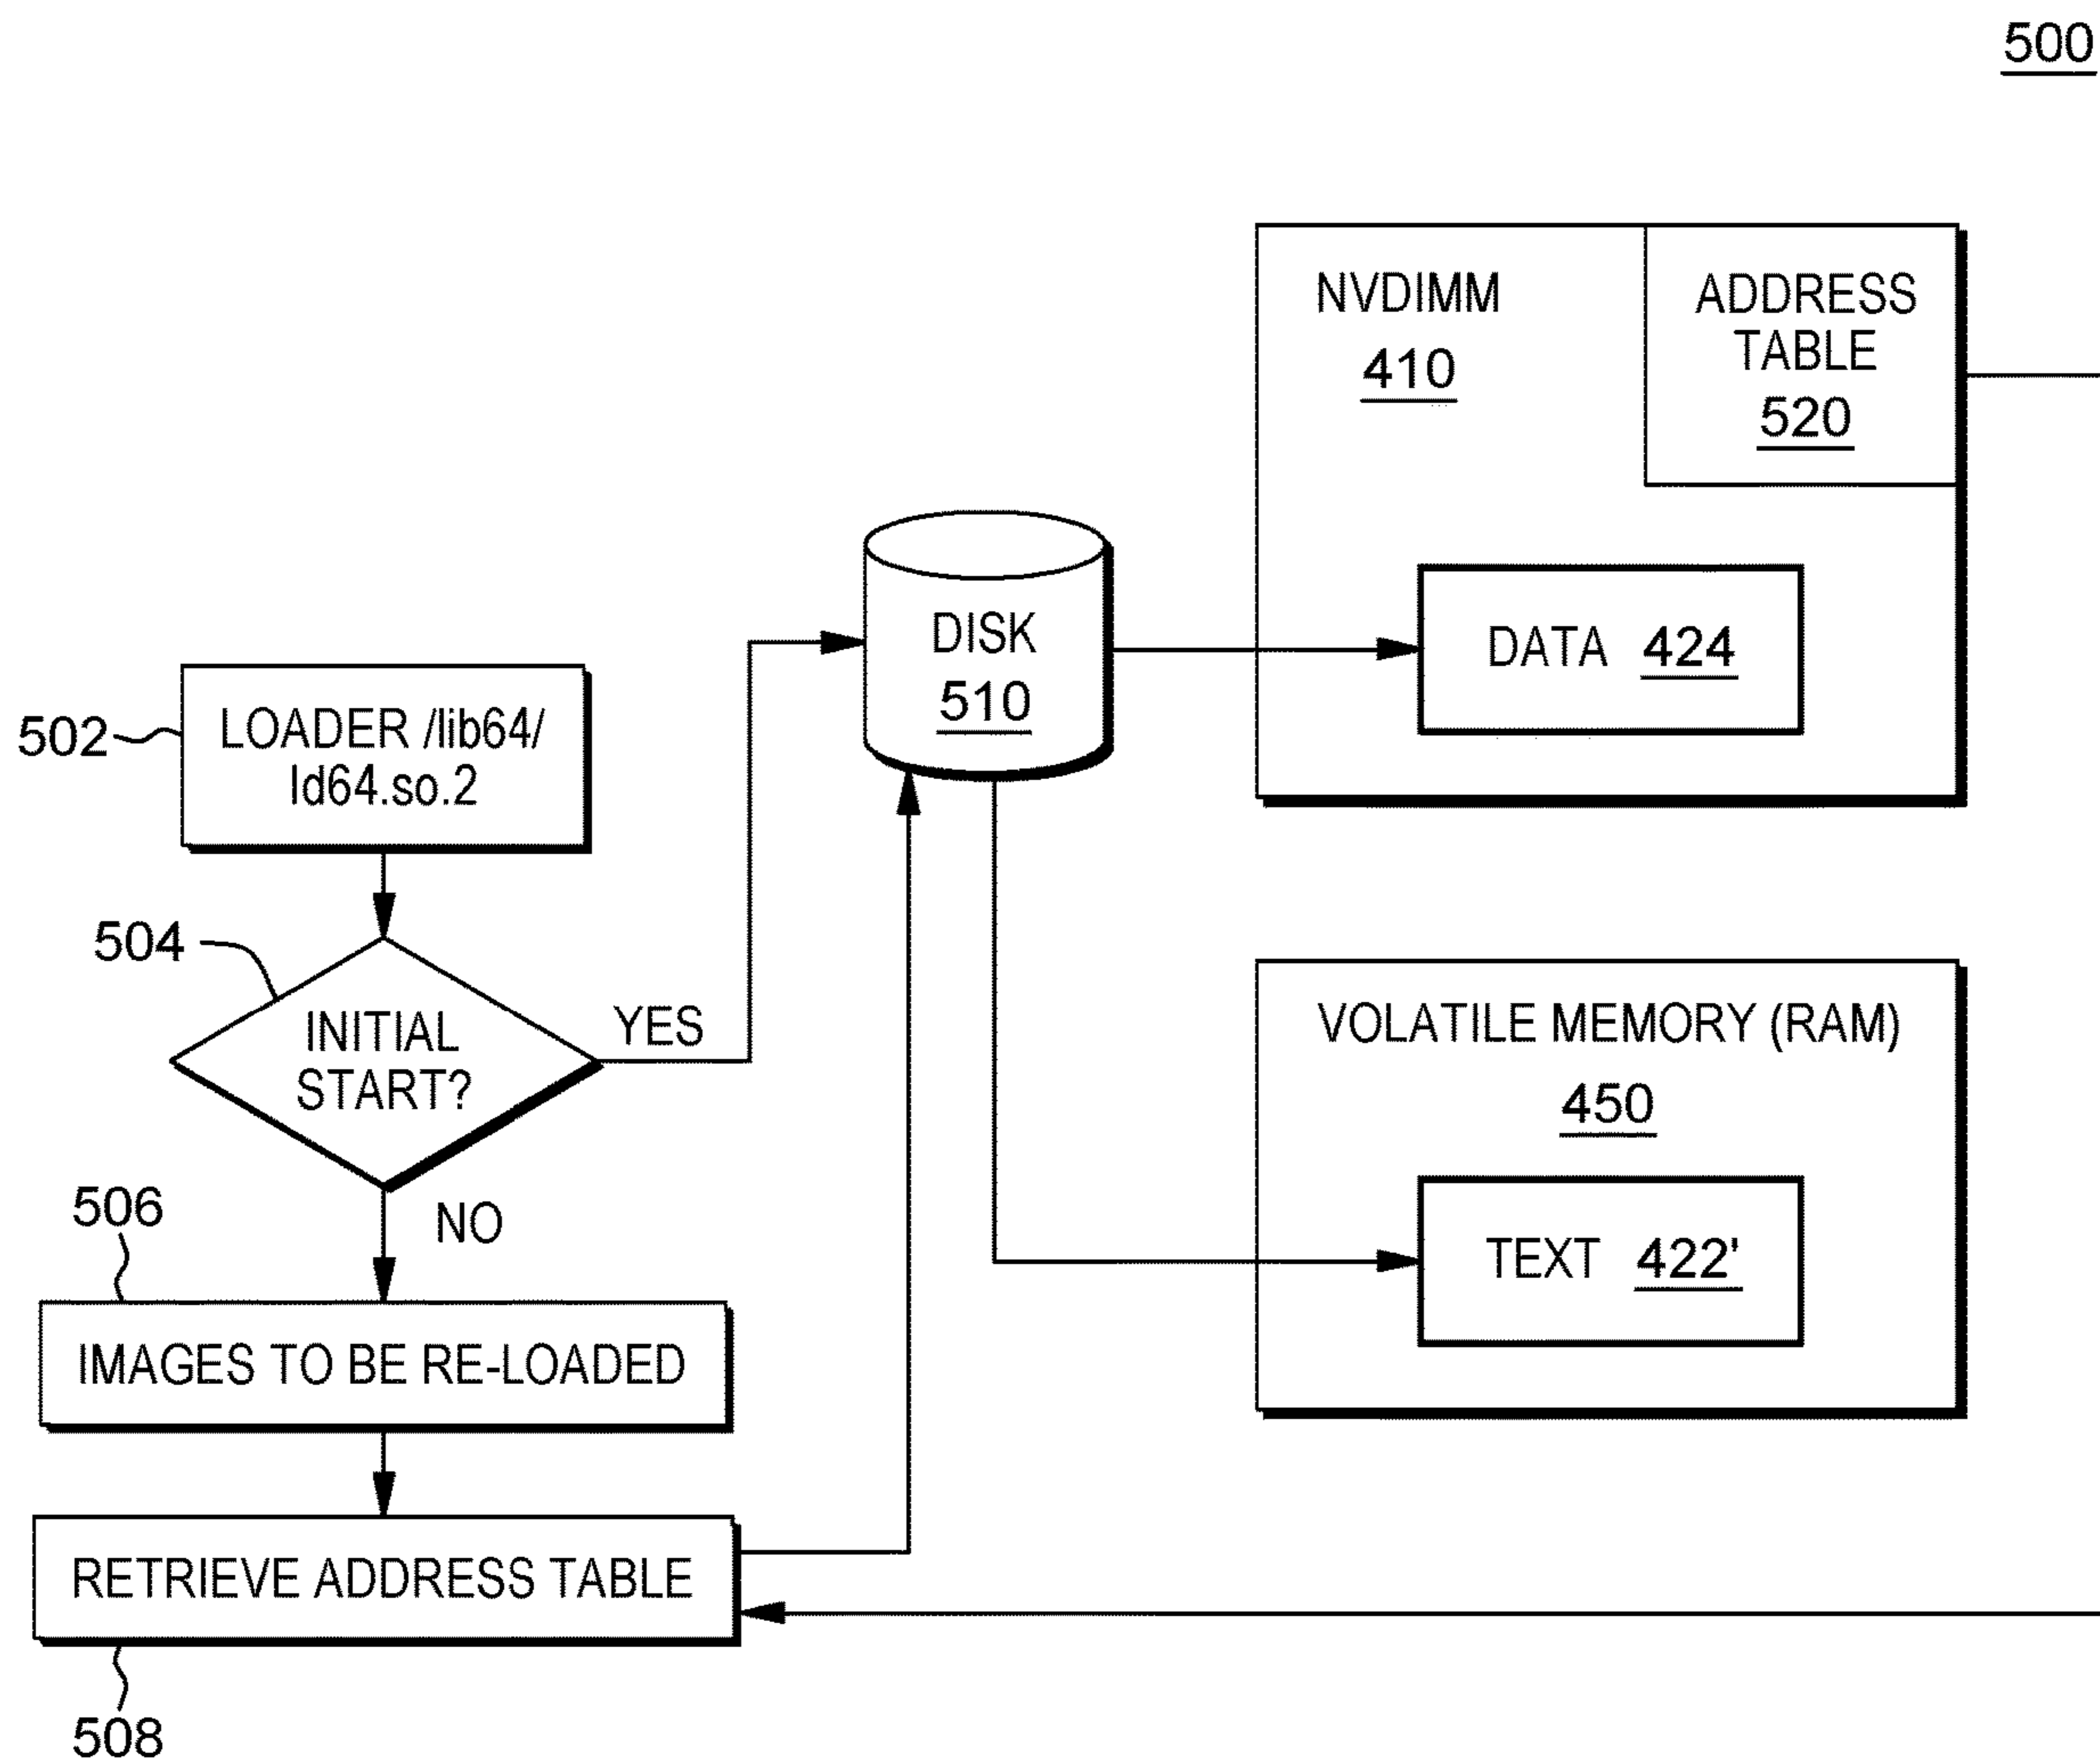 500
NVDIMM
410
ADDRESS
TABLE
520
DISK
510
DATA 424
502
LOADER /lib64/
ld64.so.2
504
INITIAL
START?
YES
NO
VOLATILE MEMORY (RAM)
450
TEXT 422'
506
IMAGES TO BE RE-LOADED
RETRIEVE ADDRESS TABLE
508